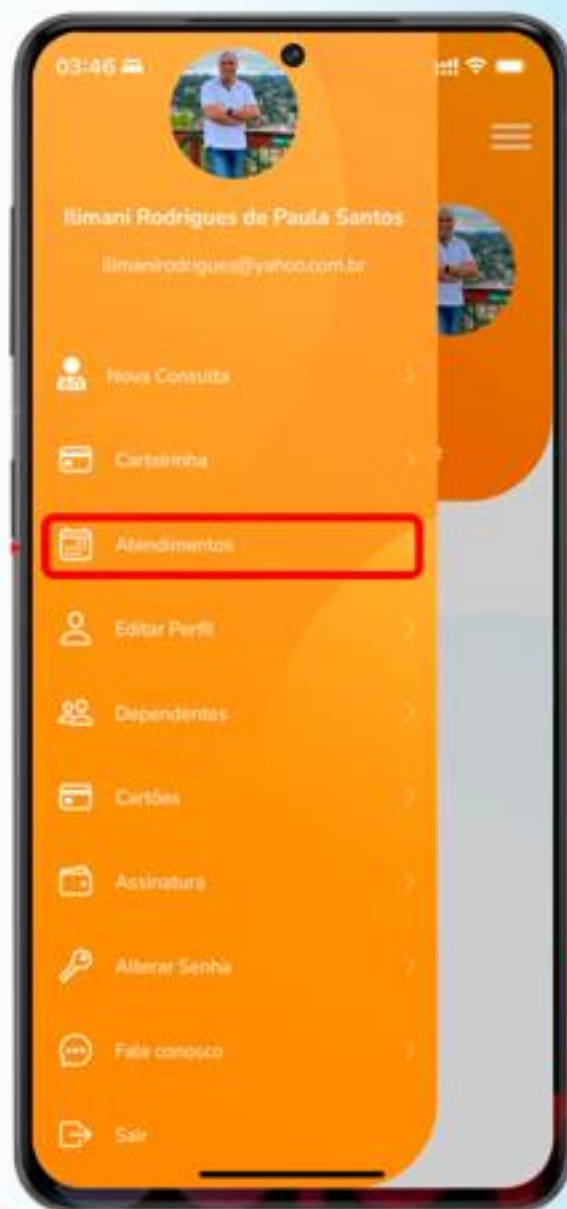 03:46
Ilimani Rodrigues de Paula Santos
ilimanirodrigues@yahoo.com.br
Nova Consulta
Carteirinha
Atendimentos
Editar Perfil
Dependentes
Cartões
Assinatura
Alterar Senha
Fale conosco
Sair